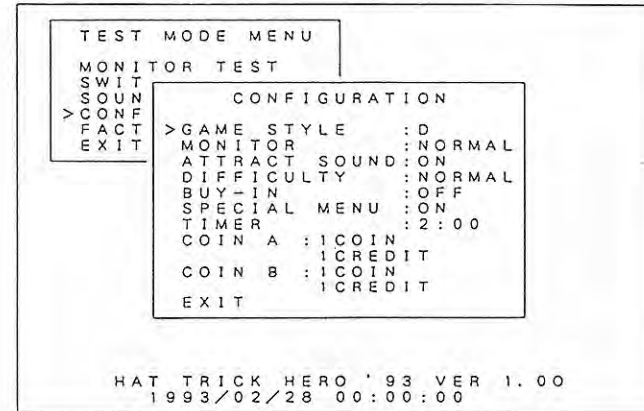 TEST MODE MENU
MONITOR TEST
SWIT
SOUN
>CONF
FACT
EXIT
CONFIGURATION
>GAME STYLE :D
MONITOR :NORMAL
ATTRACT SOUND:ON
DIFFICULTY :NORMAL
BUY-IN :OFF
SPECIAL MENU :ON
TIMER :2:00
COIN A :1COIN
1CREDIT
COIN B :1COIN
1CREDIT
EXIT
HAT TRICK HERO '93 VER 1.00
1993/02/28 00:00:00